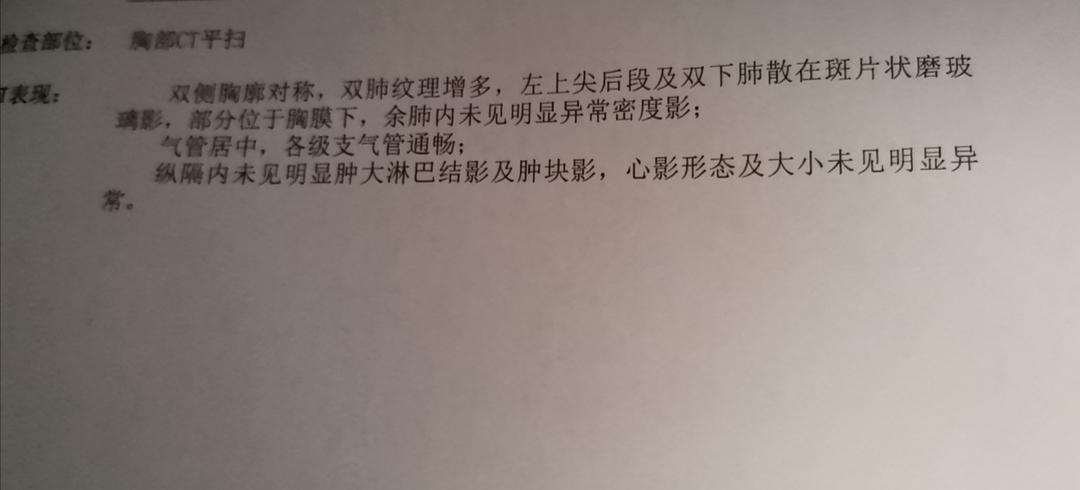 检查部位： 胸部CT平扫
表现： 双侧胸廓对称，双肺纹理增多，左上尖后段及双下肺散在斑片状磨玻
璃影，部分位于胸膜下，余肺内未见明显异常密度影；
气管居中，各级支气管通畅；
纵隔内未见明显肿大淋巴结影及肿块影，心影形态及大小未见明显异
常。